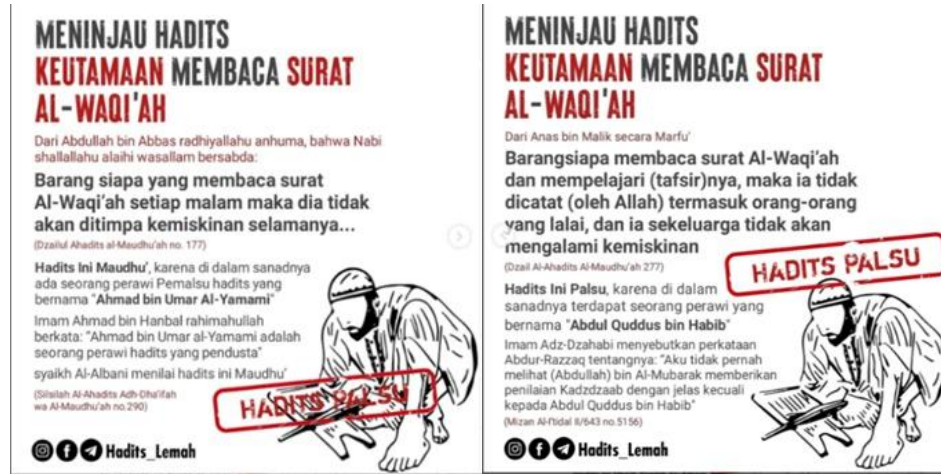 MENINJAU HADITS
KEUTAMAAN MEMBACA SURAT
AL-WAQI'AH
Dari Abdullah bin Abbas radhiyallahu anhuma, bahwa Nabi
shallallahu alaihi wasallam bersabda:
Barang siapa yang membaca surat
Al-Waqi'ah setiap malam maka dia tidak
akan ditimpa kemiskinan selamanya...
(Dzailul Ahadits al-Maudhu'ah no. 177)
Hadits Ini Maudhu', karena di dalam sanadnya
ada seorang perawi Pemalsu hadits yang
bernama "Ahmad bin Umar Al-Yamami"
Imam Ahmad bin Hanbal rahimahullah
berkata: "Ahmad bin Umar al-Yamami adalah
seorang perawi hadits yang pendusta"
syaikh Al-Albani menilai hadits ini Maudhu'
(Silsilah Al-Ahadits Adh-Dha'ifah
wa Al-Maudhu'ah no.290)
HADITS PALSU
Hadits_Lemah
MENINJAU HADITS
KEUTAMAAN MEMBACA SURAT
AL-WAQI'AH
Dari Anas bin Malik secara Marfu'
Barangsiapa membaca surat Al-Waqi'ah
dan mempelajari (tafsir)nya, maka ia tidak
dicatat (oleh Allah) termasuk orang-orang
yang lalai, dan ia sekeluarga tidak akan
mengalami kemiskinan
(Dzail Al-Ahadits Al-Maudhu'ah 277)
HADITS PALSU
Hadits Ini Palsu, karena di dalam
sanadnya terdapat seorang perawi yang
bernama "Abdul Quddus bin Habib"
Imam Adz-Dzahabi menyebutkan perkataan
Abdur-Razzaq tentangnya: "Aku tidak pernah
melihat (Abdullah) bin Al-Mubarak memberikan
penilaian Kadzdzaab dengan jelas kecuali
kepada Abdul Quddus bin Habib"
(Mizan Al-I'tidal II/643 no.5156)
Hadits_Lemah